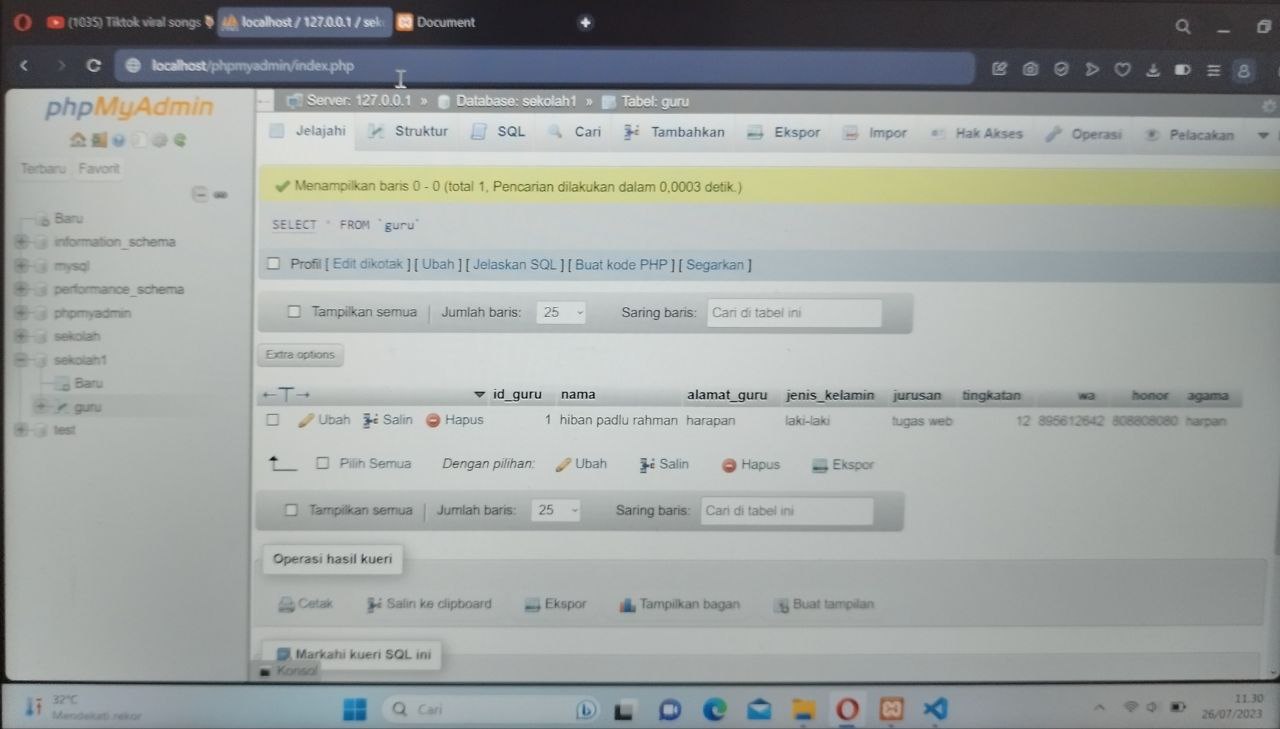 (1035) Tiktok viral songs
localhost / 127.0.0.1 / sek
Document
localhost/phpmyadmin/index.php
phpMyAdmin
Terbaru Favorit
Baru
information_schema
mysql
performance_schema
phpmyadmin
sekolah
sekolah1
Baru
guru
test
Server: 127.0.0.1 » Database: sekolah1 » Tabel: guru
Jelajahi Struktur SQL Cari Tambahkan Ekspor Impor Hak Akses Operasi Pelacakan
Menampilkan baris 0 - 0 (total 1, Pencarian dilakukan dalam 0,0003 detik.)
SELECT * FROM `guru`
Profil [ Edit dikotak ] [ Ubah ] [ Jelaskan SQL ] [ Buat kode PHP ] [ Segarkan ]
Tampilkan semua | Jumlah baris: 25 Saring baris: Cari di tabel ini
Extra options
←T→ id_guru nama alamat_guru jenis_kelamin jurusan tingkatan wa honor agama
Ubah Salin Hapus 1 hiban padlu rahman harapan laki-laki tugas web 12 895612642 808808080 harpan
Pilih Semua Dengan pilihan: Ubah Salin Hapus Ekspor
Tampilkan semua | Jumlah baris: 25 Saring baris: Cari di tabel ini
Operasi hasil kueri
Cetak Salin ke clipboard Ekspor Tampilkan bagan Buat tampilan
Markahi kueri SQL ini
Konsol
32°C
Mendekati rekor
Cari
11.30
26/07/2023